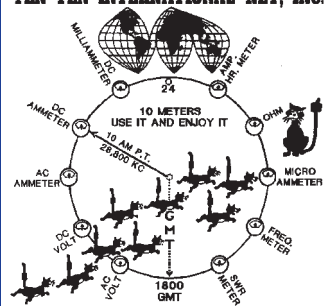 TEN-TEN INTERNATIONAL NET, INC.
DC MILLIAMMETER
AMP HR. METER
24
DC AMMETER
10 METERS
USE IT AND ENJOY IT
OHM
10 AM P.T.
28,800 KC
AC AMMETER
MICRO AMMETER
GMT
DC VOLT
FREQ. METER
AC VOLT
SWR METER
1800
GMT